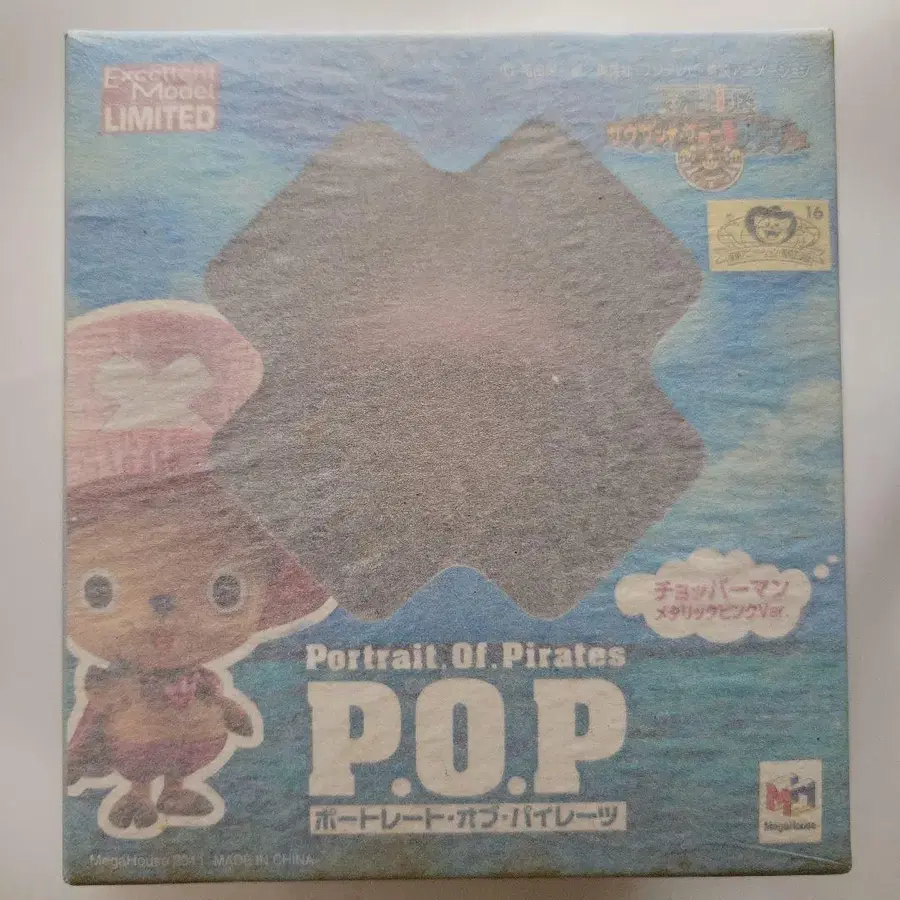 Excellent
Model
LIMITED
16
チョッパーマン
メタリックピンクVer.
Portrait.Of.Pirates
P.O.P
ポートレート・オブ・パイレーツ
MegaHouse
MegaHouse 2011 MADE IN CHINA